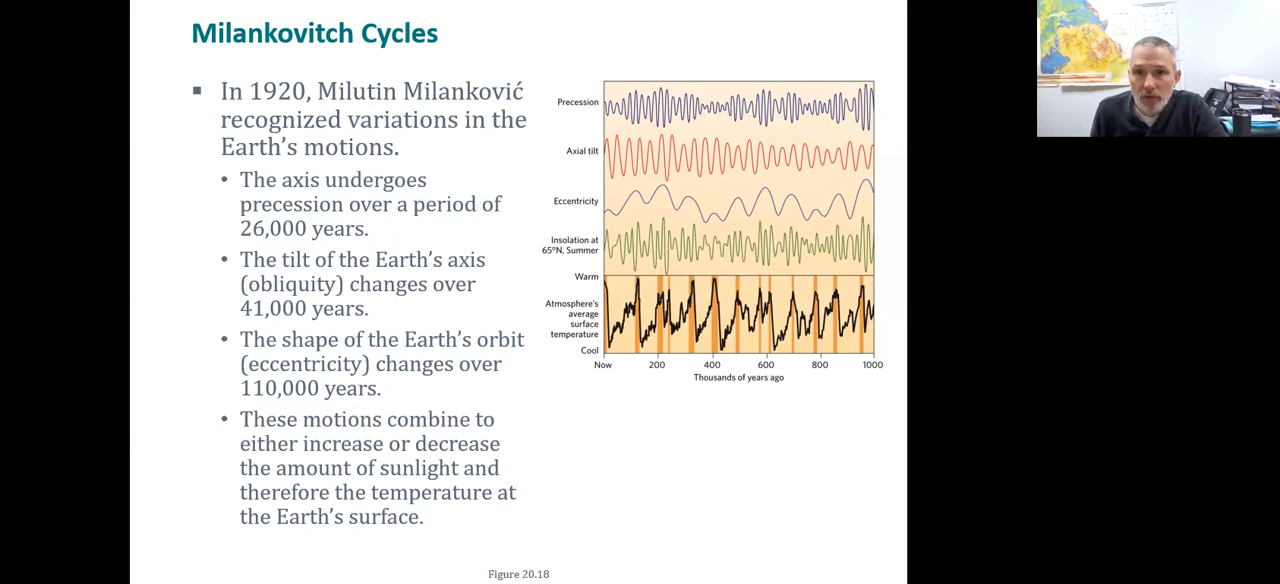 Milankovitch Cycles
▪ In 1920, Milutin Milanković
recognized variations in the
Earth’s motions.
• The axis undergoes
precession over a period of
26,000 years.
• The tilt of the Earth’s axis
(obliquity) changes over
41,000 years.
• The shape of the Earth’s orbit
(eccentricity) changes over
110,000 years.
• These motions combine to
either increase or decrease
the amount of sunlight and
therefore the temperature at
the Earth’s surface.
Precession
Axial tilt
Eccentricity
Insolation at
65°N, Summer
Warm
Atmosphere’s
average
surface
temperature
Cool
Now 200 400 600 800 1000
Thousands of years ago
Figure 20.18